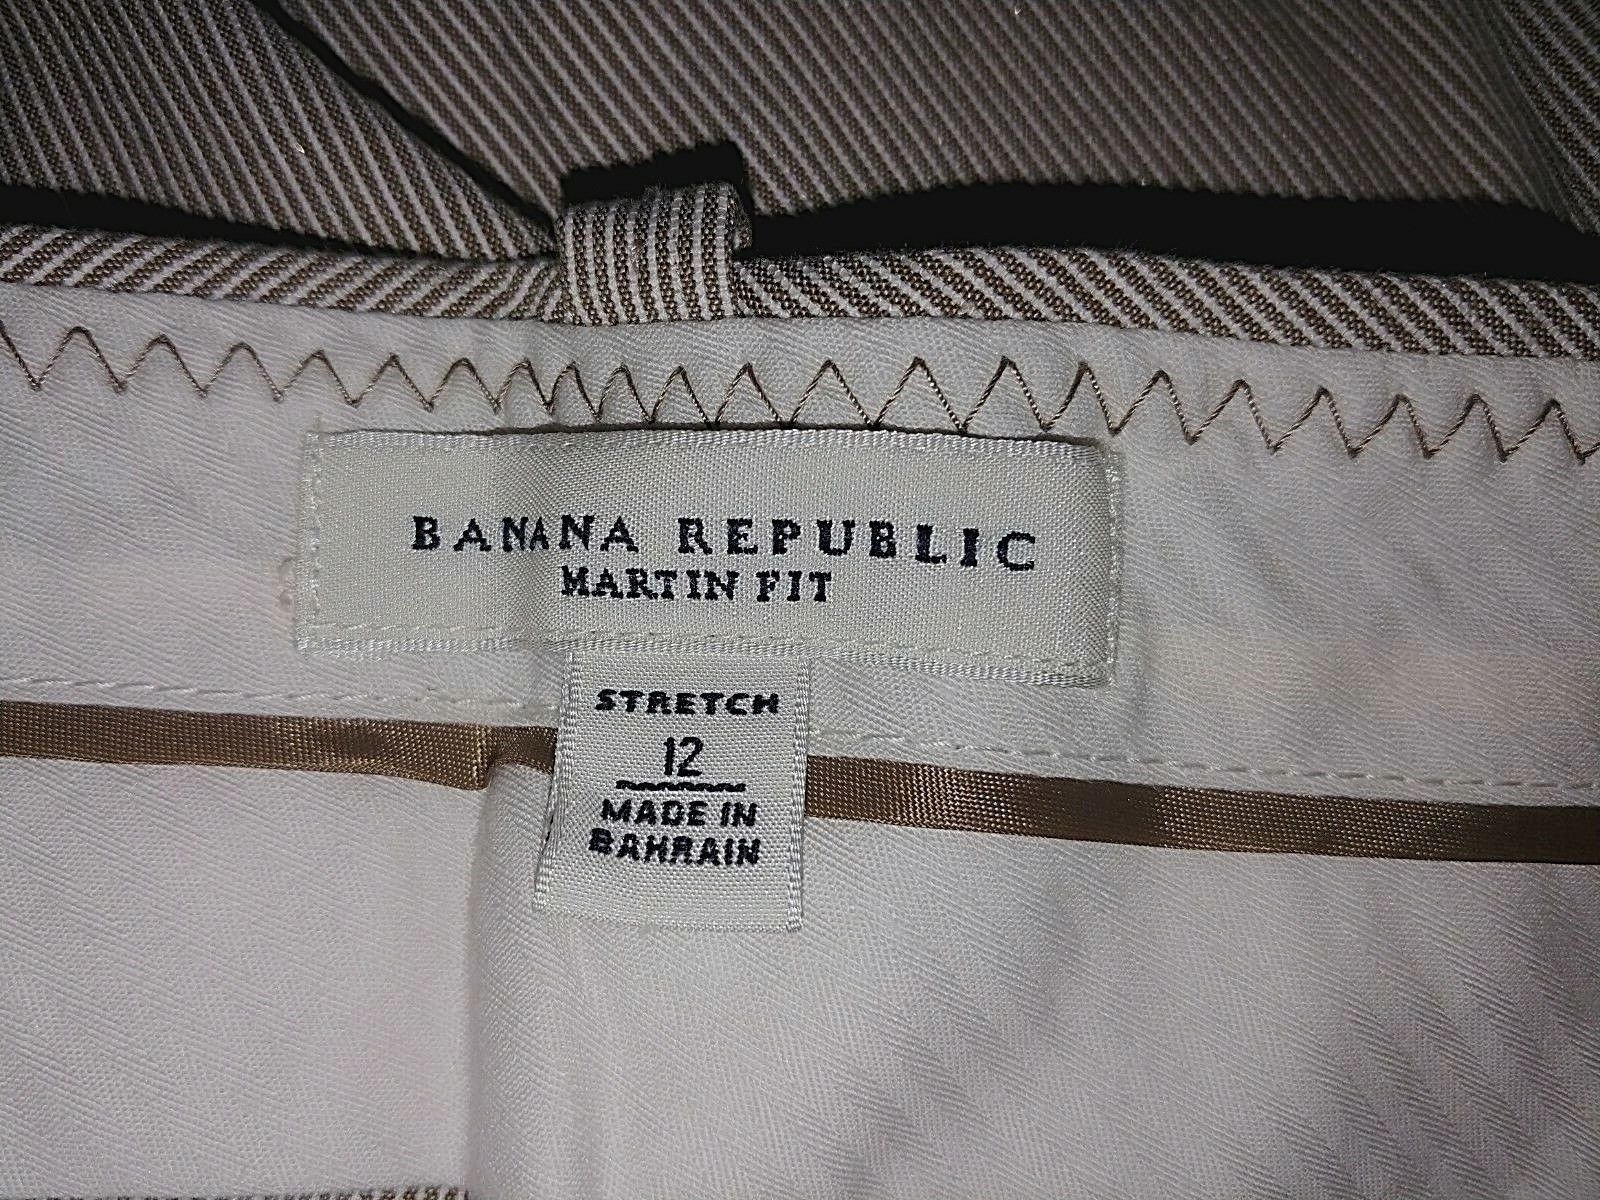 BANANA REPUBLIC
MARTIN FIT
STRETCH
12
MADE IN
BAHRAIN